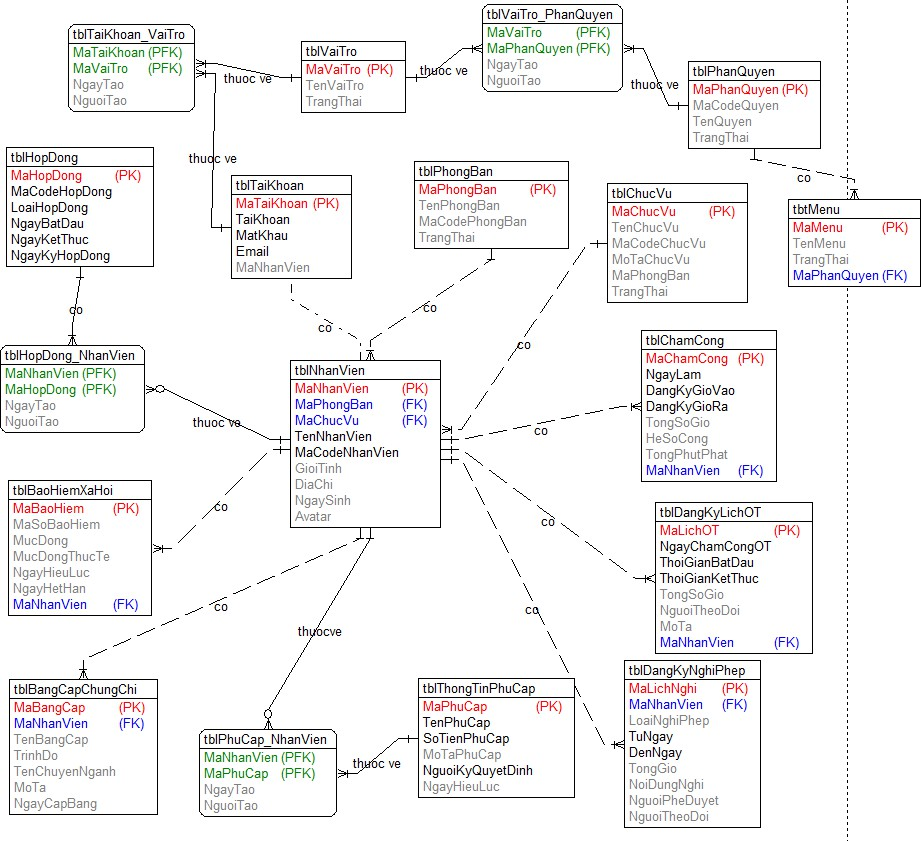 tblTaiKhoan_VaiTro
MaTaiKhoan (PFK)
MaVaiTro (PFK)
NgayTao
NguoiTao
thuoc ve
tblVaiTro
MaVaiTro (PK)
TenVaiTro
TrangThai
thuoc ve
tblVaiTro_PhanQuyen
MaVaiTro (PFK)
MaPhanQuyen (PFK)
NgayTao
NguoiTao
thuoc ve
tblPhanQuyen
MaPhanQuyen (PK)
MaCodeQuyen
TenQuyen
TrangThai
co
tbtMenu
MaMenu (PK)
TenMenu
TrangThai
MaPhanQuyen (FK)
tblHopDong
MaHopDong (PK)
MaCodeHopDong
LoaiHopDong
NgayBatDau
NgayKetThuc
NgayKyHopDong
co
thuoc ve
tblTaiKhoan
MaTaiKhoan (PK)
TaiKhoan
MatKhau
Email
MaNhanVien
co
tblPhongBan
MaPhongBan (PK)
TenPhongBan
MaCodePhongBan
TrangThai
co
tblChucVu
MaChucVu (PK)
TenChucVu
MaCodeChucVu
MoTaChucVu
MaPhongBan
TrangThai
co
tblHopDong_NhanVien
MaNhanVien (PFK)
MaHopDong (PFK)
NgayTao
NguoiTao
thuoc ve
tblNhanVien
MaNhanVien (PK)
MaPhongBan (FK)
MaChucVu (FK)
TenNhanVien
MaCodeNhanVien
GioiTinh
DiaChi
NgaySinh
Avatar
co
tblChamCong
MaChamCong (PK)
NgayLam
DangKyGioVao
DangKyGioRa
TongSoGio
HeSoCong
TongPhutPhat
MaNhanVien (FK)
tblBaoHiemXaHoi
MaBaoHiem (PK)
MaSoBaoHiem
MucDong
MucDongThucTe
NgayHieuLuc
NgayHetHan
MaNhanVien (FK)
co
co
tblDangKyLichOT
MaLichOT (PK)
NgayChamCongOT
ThoiGianBatDau
ThoiGianKetThuc
TongSoGio
NguoiTheoDoi
MoTa
MaNhanVien (FK)
co
thuocve
co
tblBangCapChungChi
MaBangCap (PK)
MaNhanVien (FK)
TenBangCap
TrinhDo
TenChuyenNganh
MoTa
NgayCapBang
tblPhuCap_NhanVien
MaNhanVien (PFK)
MaPhuCap (PFK)
NgayTao
NguoiTao
thuoc ve
tblThongTinPhuCap
MaPhuCap (PK)
TenPhuCap
SoTienPhuCap
MoTaPhuCap
NguoiKyQuyetDinh
NgayHieuLuc
tblDangKyNghiPhep
MaLichNghi (PK)
MaNhanVien (FK)
LoaiNghiPhep
TuNgay
DenNgay
TongGio
NoiDungNghi
NguoiPheDuyet
NguoiTheoDoi